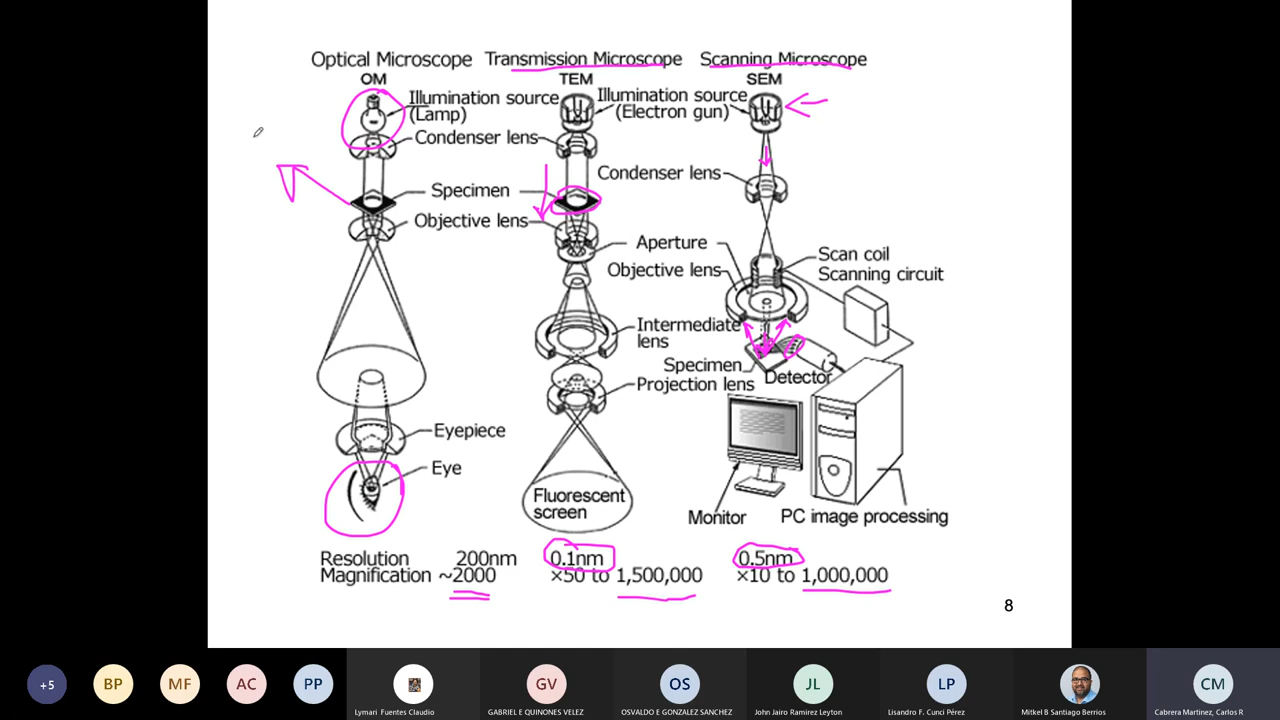 Optical Microscope
OM
Transmission Microscope
TEM
Scanning Microscope
SEM
Illumination source
(Lamp)
Illumination source
(Electron gun)
Condenser lens
Condenser lens
Specimen
Objective lens
Aperture
Objective lens
Scan coil
Scanning circuit
Intermediate
lens
Specimen
Detector
Projection lens
Eyepiece
Eye
Fluorescent
screen
Monitor
PC image processing
Resolution 200nm 0.1nm 0.5nm
Magnification ~2000 ×50 to 1,500,000 ×10 to 1,000,000
8
+5
BP
MF
AC
PP
GV
OS
JL
LP
CM
Lymari Fuentes Claudio
GABRIEL E QUINONES VELEZ
OSVALDO E GONZALEZ SANCHEZ
John Jairo Ramirez Leyton
Lisandro F. Cunci Pérez
Mitkel B Santiago Berrios
Cabrera Martinez, Carlos R